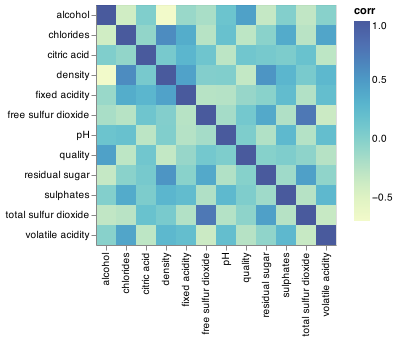 corr
alcohol
chlorides
citric acid
density
fixed acidity
free sulfur dioxide
pH
quality
residual sugar
sulphates
total sulfur dioxide
volatile acidity
1.0
0.5
0.0
−0.5
alcohol
chlorides
citric acid
density
fixed acidity
free sulfur dioxide
pH
quality
residual sugar
sulphates
total sulfur dioxide
volatile acidity